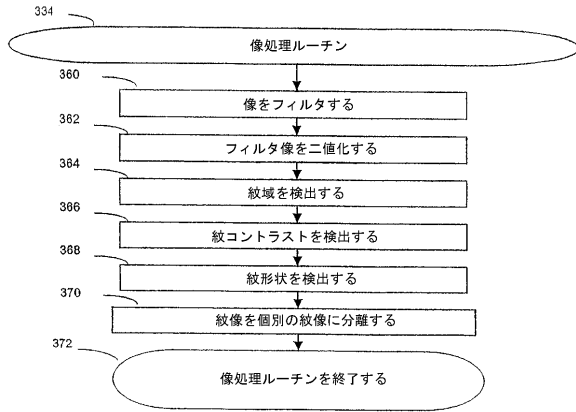 334
像処理ルーチン
360
像をフィルタする
362
フィルタ像を二値化する
364
紋域を検出する
366
紋コントラストを検出する
368
紋形状を検出する
370
紋像を個別の紋像に分離する
372
像処理ルーチンを終了する